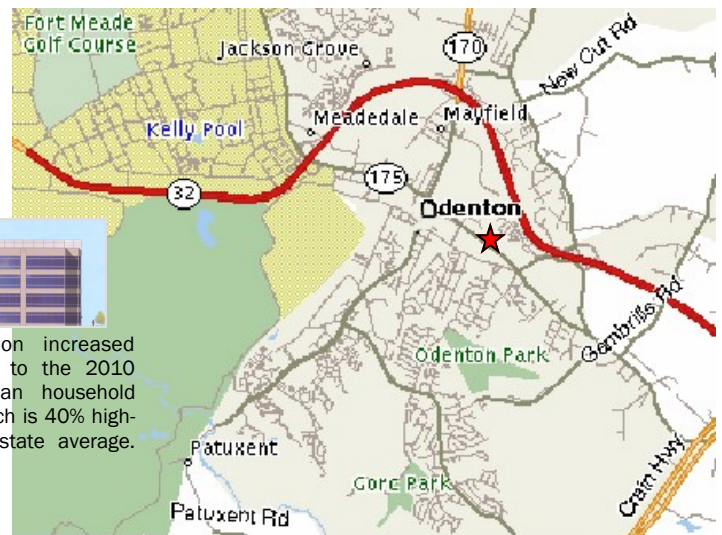 Fort Meade
Golf Course
Jackson Grove
170
New Cut Rd
Kelly Pool
Meadedale
Mayfield
175
32
Odenton
Gambrills Rd
on increased
to the 2010
an household
ch is 40% high-
state average.
Odenton Park
Patuxent
Gorc Park
Crain Hwy
Patuxent Rd